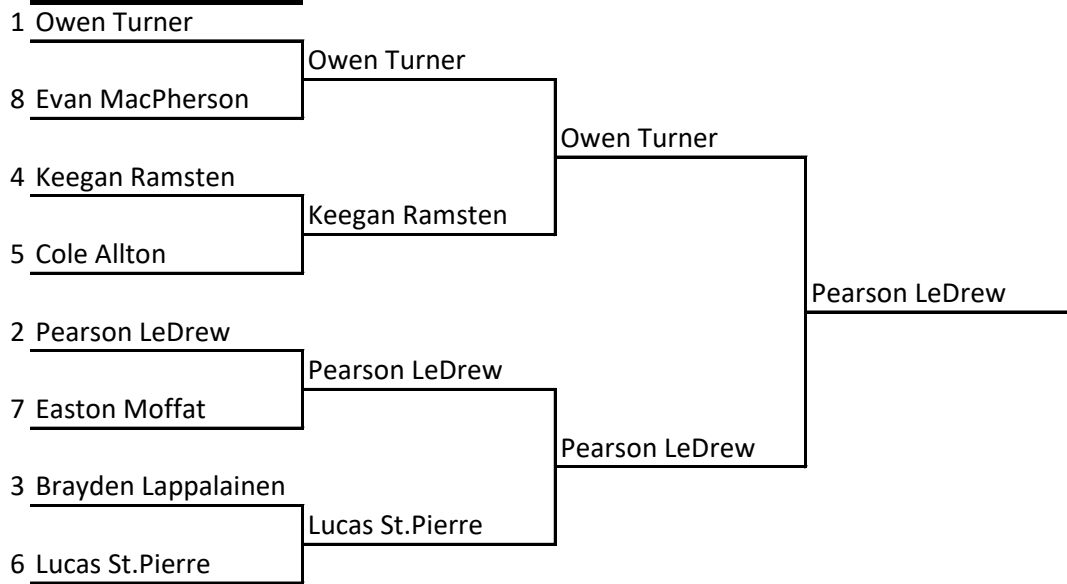 1 Owen Turner
Owen Turner
8 Evan MacPherson
Owen Turner
4 Keegan Ramsten
Keegan Ramsten
5 Cole Allton
Pearson LeDrew
2 Pearson LeDrew
Pearson LeDrew
7 Easton Moffat
Pearson LeDrew
3 Brayden Lappalainen
Lucas St.Pierre
6 Lucas St.Pierre